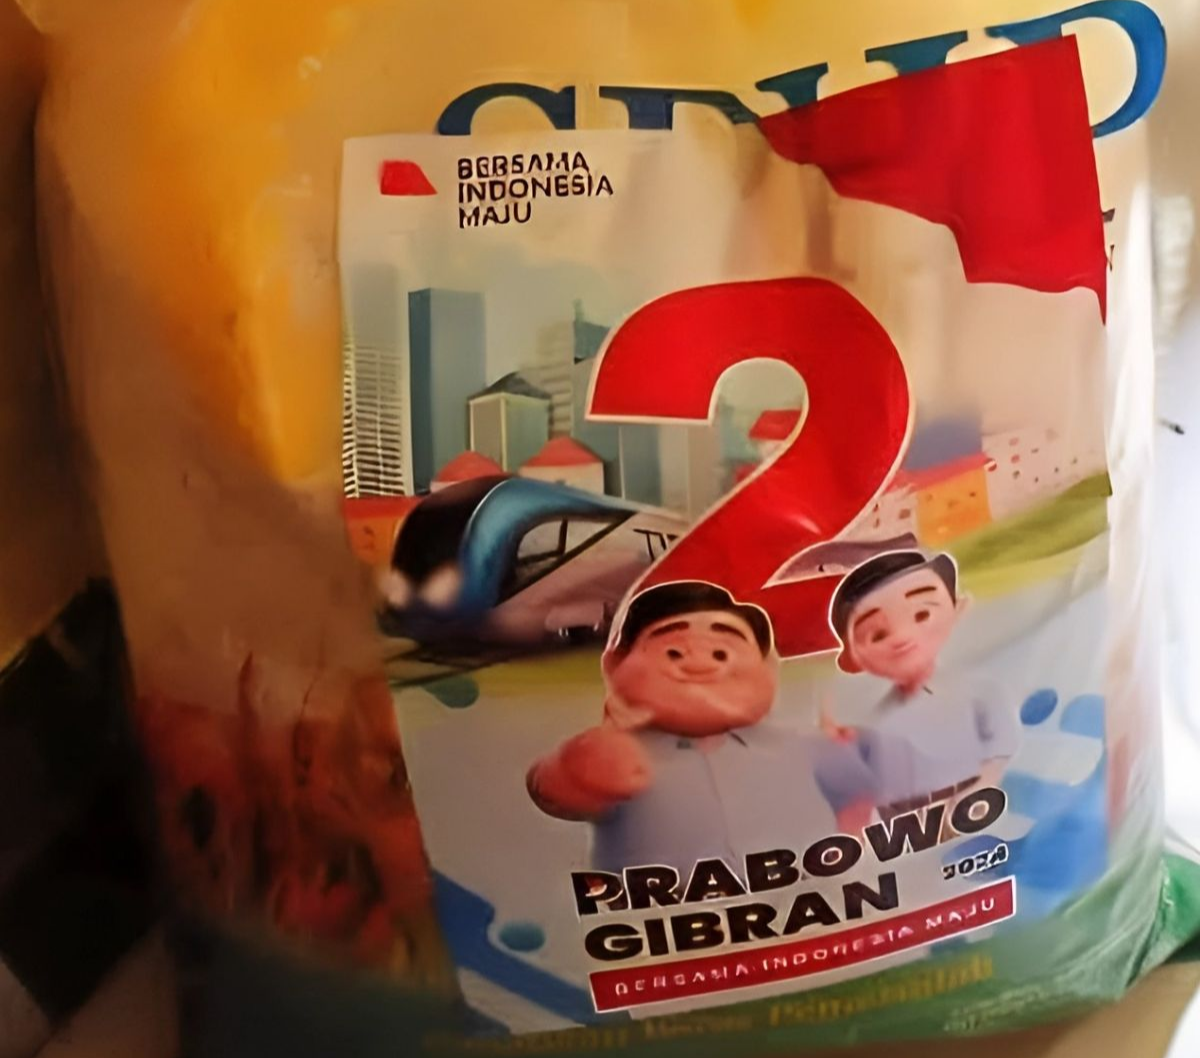 BERSAMA
INDONESIA
MAJU
2
PRABOWO
GIBRAN 2024
BERSAMA INDONESIA MAJU